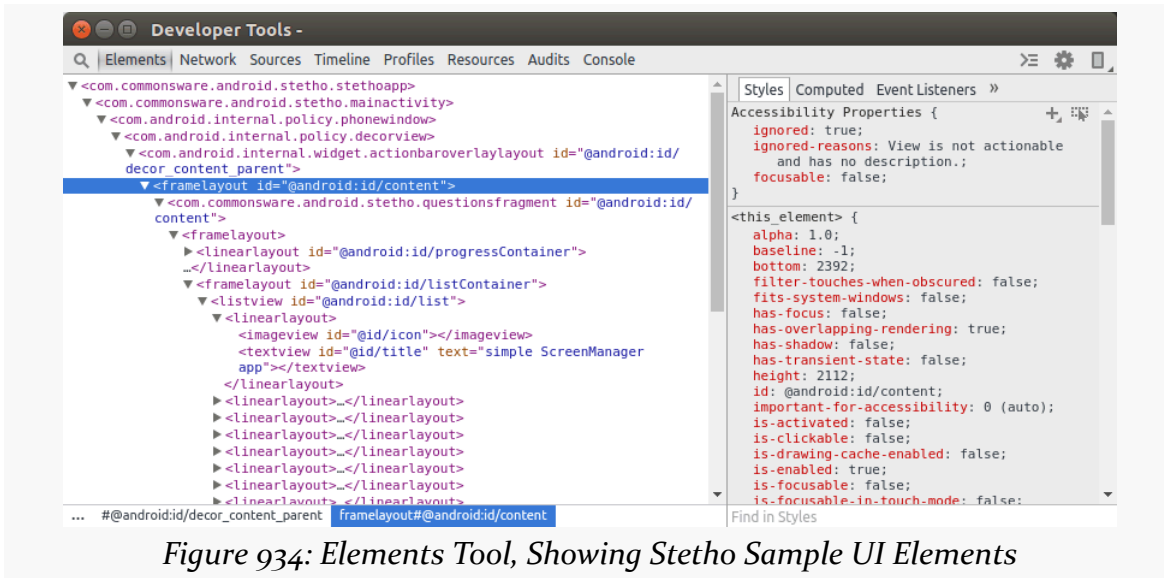 Developer Tools -
Elements Network Sources Timeline Profiles Resources Audits Console
▼<com.commonsware.android.stetho.stethoapp>
▼<com.commonsware.android.stetho.mainactivity>
▼<com.android.internal.policy.phonewindow>
▼<com.android.internal.policy.decorview>
▼<com.android.internal.widget.actionbaroverlaylayout id="@android:id/
decor_content_parent">
▼<framelayout id="@android:id/content">
▼<com.commonsware.android.stetho.questionsfragment id="@android:id/
content">
▼<framelayout>
▶<linearlayout id="@android:id/progressContainer">
…</linearlayout>
▼<framelayout id="@android:id/listContainer">
▼<listview id="@android:id/list">
▼<linearlayout>
<imageview id="@id/icon"></imageview>
<textview id="@id/title" text="simple ScreenManager
app"></textview>
</linearlayout>
▶<linearlayout>…</linearlayout>
▶<linearlayout>…</linearlayout>
▶<linearlayout>…</linearlayout>
▶<linearlayout>…</linearlayout>
▶<linearlayout>…</linearlayout>
▶<linearlayout>…</linearlayout>
▶<linearlayout> </linearlayout>
... #@android:id/decor_content_parent framelayout#@android:id/content
Styles Computed Event Listeners »
Accessibility Properties {
ignored: true;
ignored-reasons: View is not actionable
and has no description.;
focusable: false;
}
<this_element> {
alpha: 1.0;
baseline: -1;
bottom: 2392;
filter-touches-when-obscured: false;
fits-system-windows: false;
has-focus: false;
has-overlapping-rendering: true;
has-shadow: false;
has-transient-state: false;
height: 2112;
id: @android:id/content;
important-for-accessibility: 0 (auto);
is-activated: false;
is-clickable: false;
is-drawing-cache-enabled: false;
is-enabled: true;
is-focusable: false;
is-focusable-in-touch-mode: false;
Find in Styles
Figure 934: Elements Tool, Showing Stetho Sample UI Elements